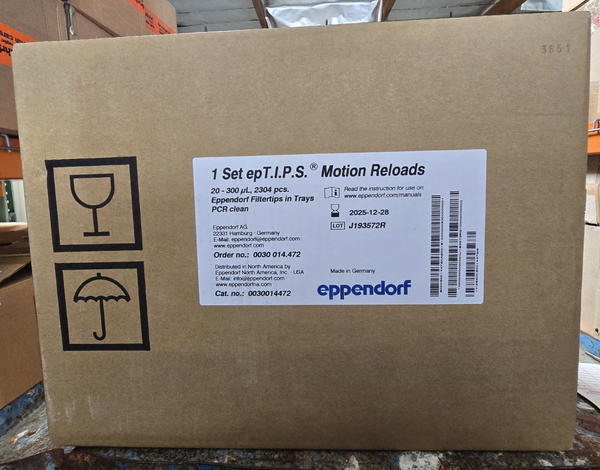 3651
1 Set epT.I.P.S.® Motion Reloads
20 - 300 µL, 2304 pcs.
Eppendorf Filtertips in Trays
PCR clean
Read the instruction for use on
www.eppendorf.com/manuals
2025-12-28
LOT J193572R
Eppendorf AG
22331 Hamburg · Germany
E-Mail: eppendorf@eppendorf.com
www.eppendorf.com
Order no.: 0030 014.472
Distributed in North America by
Eppendorf North America, Inc. · USA
E-Mail: info@eppendorf.com
www.eppendorfna.com
Cat. no.: 0030014472
Made in Germany
eppendorf